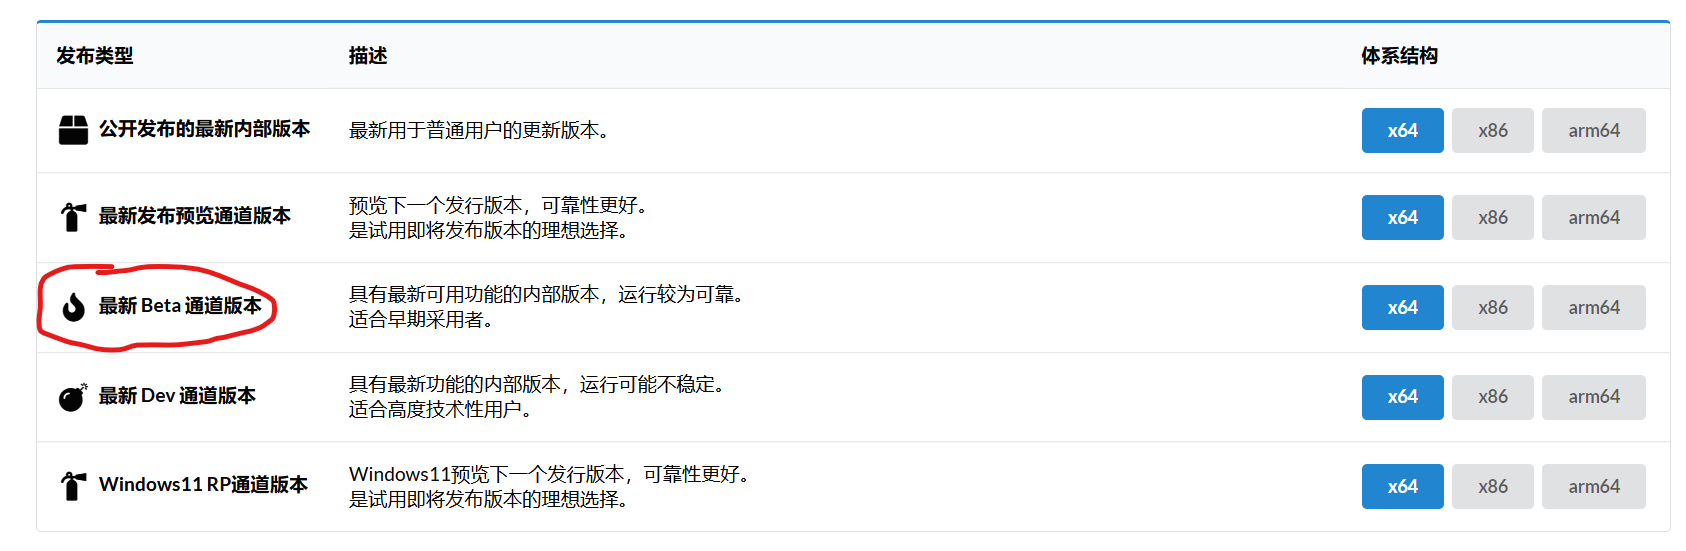 发布类型 描述 体系结构
公开发布的最新内部版本 最新用于普通用户的更新版本。 x64 x86 arm64
最新发布预览通道版本 预览下一个发行版本，可靠性更好。 x64 x86 arm64
是试用即将发布版本的理想选择。
最新 Beta 通道版本 具有最新可用功能的内部版本，运行较为可靠。 x64 x86 arm64
适合早期采用者。
最新 Dev 通道版本 具有最新功能的内部版本，运行可能不稳定。 x64 x86 arm64
适合高度技术性用户。
Windows11 RP通道版本 Windows11预览下一个发行版本，可靠性更好。 x64 x86 arm64
是试用即将发布版本的理想选择。